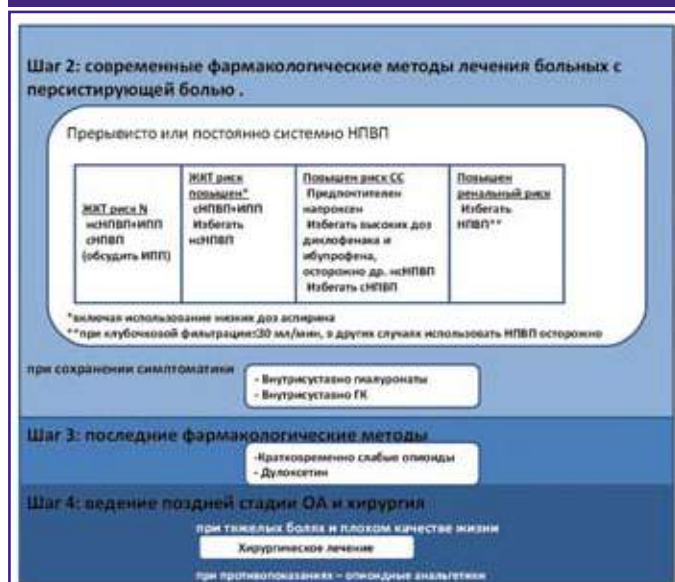 Шаг 2: современные фармакологические методы лечения больных с
персистирующей болью .
Прерывисто или постоянно системно НПВП
ЖКТ риск N
нсНПВП+ИПП
сНПВП
(обсудить ИПП)
ЖКТ риск
повышен*
сНПВП+ИПП
Избегать
нсНПВП
Повышен риск СС
Предпочтителен
напроксен
Избегать высоких доз
диклофенака и
ибупрофена,
осторожно др. нсНПВП
Избегать сНПВП
Повышен
ренальный риск
Избегать
НПВП**
*включая использование низких доз аспирина
**при клубочковой фильтрации≤30 мл/мин, в других случаях использовать НПВП осторожно
при сохранении симптоматики
- Внутрисуставно гиалуронаты
- Внутрисуставно ГК
Шаг 3: последние фармакологические методы
-Кратковременно слабые опиоиды
- Дулоксетин
Шаг 4: ведение поздней стадии ОА и хирургия
при тяжелых болях и плохом качестве жизни
Хирургическое лечение
при противопоказаниях – опиоидные анальгетики